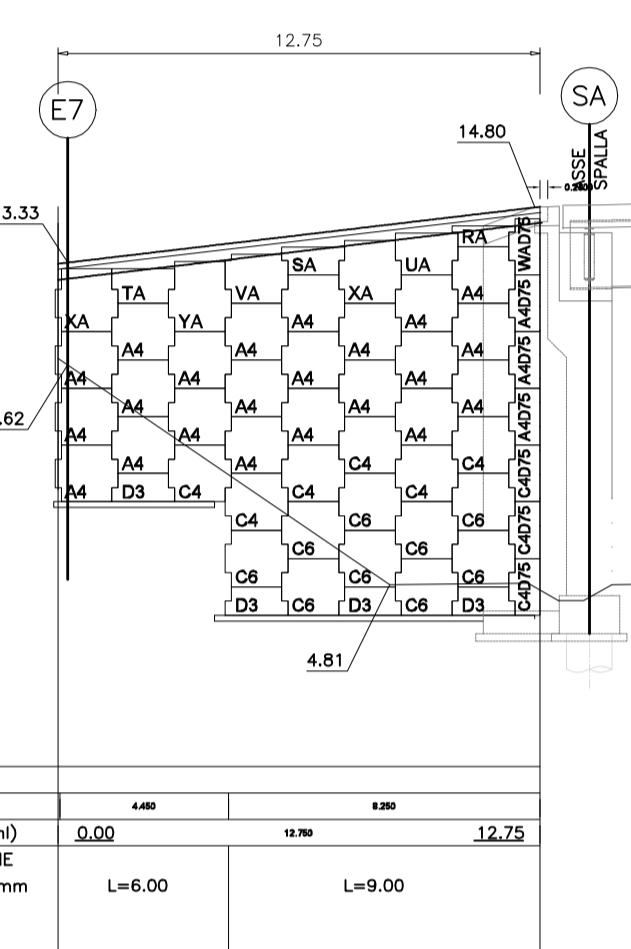 12.75
E7
SA
14.80
ASSE
SPALLA
3.33
RA
WAD75
SA
UA
TA
VA
XA
A4
A4D75
XA
YA
A4
A4
A4
A4
A4
A4
A4D75
.62
A4
A4
A4
A4
A4
A4
A4
A4
A4D75
A4
A4
A4
A4
A4
A4
C4
C4
C4D75
A4
D3
C4
C4
C4
C4
C6
C6
C4D75
C6
C6
C6
C6
C6
C4D75
D3
C6
D3
C6
D3
4.81
4.450
8.250
nl)
0.00
12.750
12.75
IE
mm
L=6.00
L=9.00